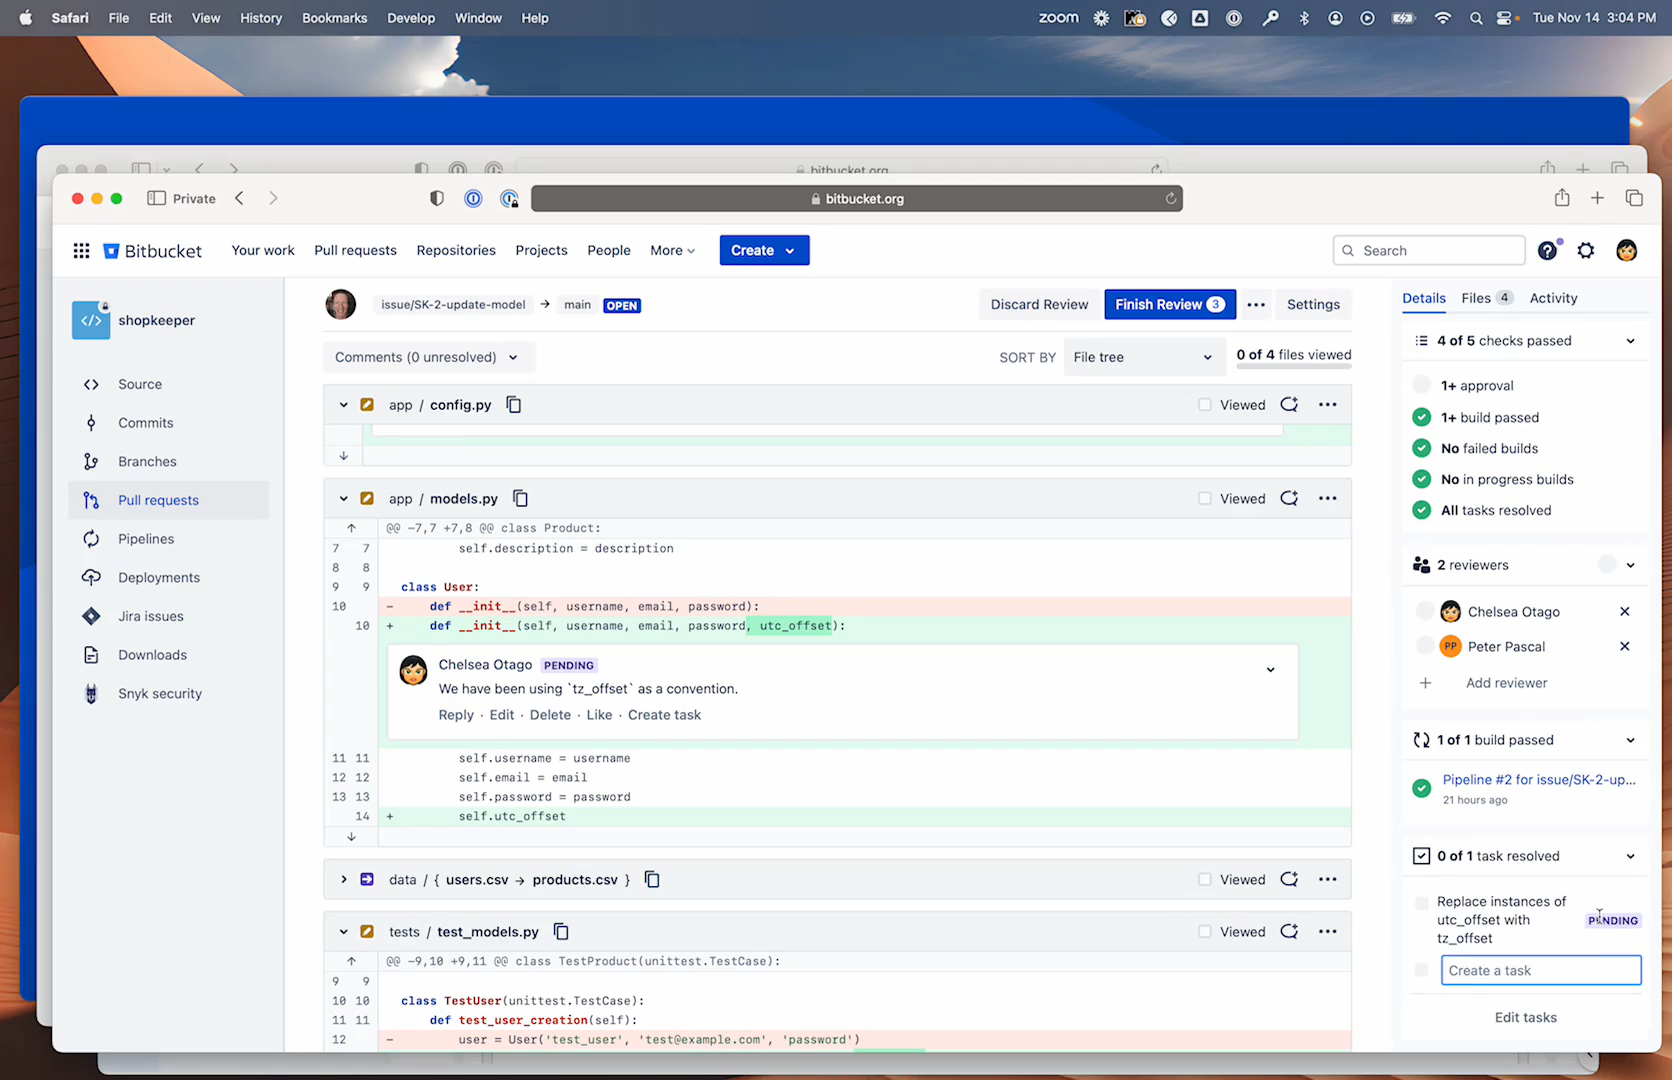 Safari File Edit View History Bookmarks Develop Window Help
zoom Tue Nov 14 3:04 PM
bitbucket.org
Private
bitbucket.org
Bitbucket Your work Pull requests Repositories Projects People More Create
Search
shopkeeper
Source
Commits
Branches
Pull requests
Pipelines
Deployments
Jira issues
Downloads
Snyk security
issue/SK-2-update-model → main OPEN
Discard Review Finish Review 3 Settings
Comments (0 unresolved)
SORT BY File tree 0 of 4 files viewed
app / config.py Viewed
app / models.py Viewed
@@ -7,7 +7,8 @@ class Product:
7 7 self.description = description
8 8
9 9 class User:
10 - def __init__(self, username, email, password):
10 + def __init__(self, username, email, password, utc_offset):
Chelsea Otago PENDING
We have been using `tz_offset` as a convention.
Reply · Edit · Delete · Like · Create task
11 11 self.username = username
12 12 self.email = email
13 13 self.password = password
14 + self.utc_offset
data / { users.csv → products.csv } Viewed
tests / test_models.py Viewed
@@ -9,10 +9,11 @@ class TestProduct(unittest.TestCase):
9 9
10 10 class TestUser(unittest.TestCase):
11 11 def test_user_creation(self):
12 - user = User('test_user', 'test@example.com', 'password')
Details Files 4 Activity
4 of 5 checks passed
1+ approval
1+ build passed
No failed builds
No in progress builds
All tasks resolved
2 reviewers
Chelsea Otago
PP Peter Pascal
Add reviewer
1 of 1 build passed
Pipeline #2 for issue/SK-2-up...
21 hours ago
0 of 1 task resolved
Replace instances of
utc_offset with PENDING
tz_offset
Create a task
Edit tasks